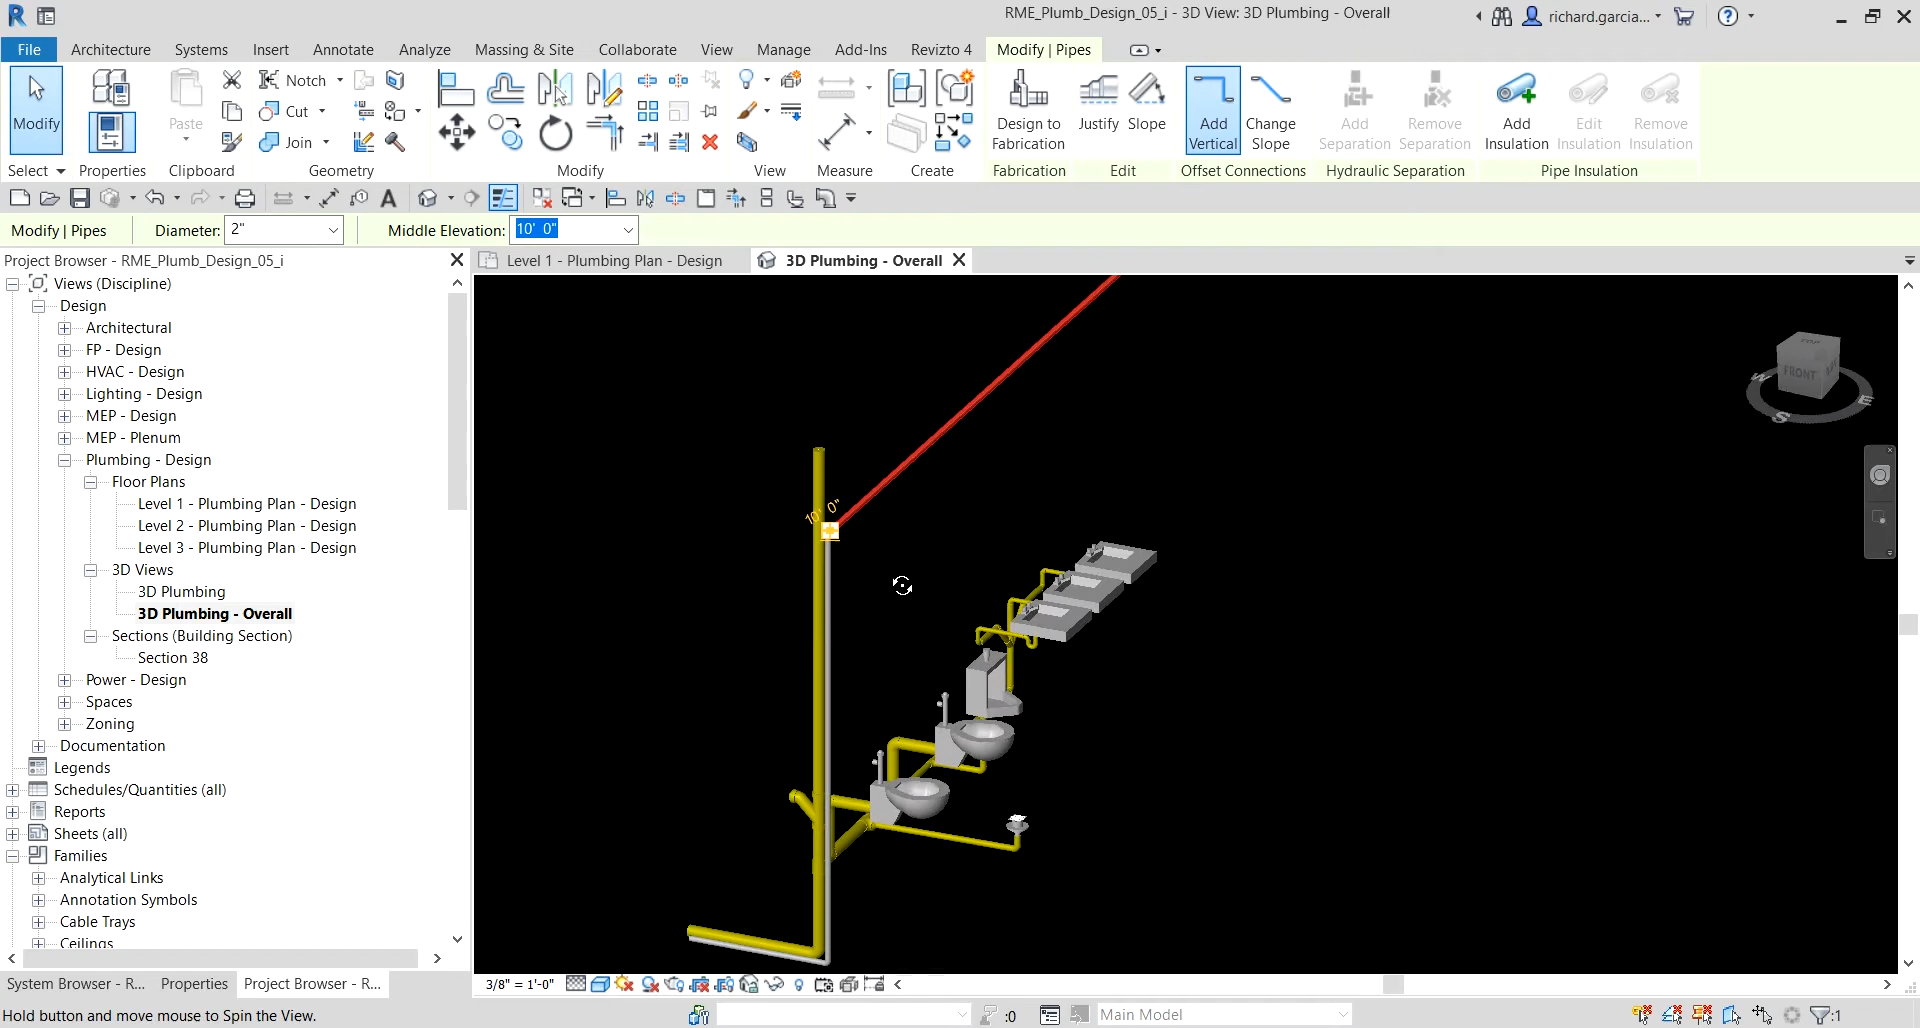 RME_Plumb_Design_05_i - 3D View: 3D Plumbing - Overall
richard.garcia...
File Architecture Systems Insert Annotate Analyze Massing & Site Collaborate View Manage Add-Ins Revizto 4 Modify | Pipes
Modify
Paste
Notch
Cut
Join
Design to Fabrication
Justify
Slope
Add Vertical
Change Slope
Add Separation
Remove Separation
Add Insulation
Edit Insulation
Remove Insulation
Select Properties Clipboard Geometry Modify View Measure Create Fabrication Edit Offset Connections Hydraulic Separation Pipe Insulation
Modify | Pipes Diameter: 2" Middle Elevation: 10' 0"
Project Browser - RME_Plumb_Design_05_i
Level 1 - Plumbing Plan - Design
3D Plumbing - Overall
Views (Discipline)
Design
Architectural
FP - Design
HVAC - Design
Lighting - Design
MEP - Design
MEP - Plenum
Plumbing - Design
Floor Plans
Level 1 - Plumbing Plan - Design
Level 2 - Plumbing Plan - Design
Level 3 - Plumbing Plan - Design
3D Views
3D Plumbing
3D Plumbing - Overall
Sections (Building Section)
Section 38
Power - Design
Spaces
Zoning
Documentation
Legends
Schedules/Quantities (all)
Reports
Sheets (all)
Families
Analytical Links
Annotation Symbols
Cable Trays
Ceilings
10' 0"
TOP
FRONT
W
S
E
System Browser - R... Properties Project Browser - R...
3/8" = 1'-0"
Hold button and move mouse to Spin the View.
:0
Main Model
:1